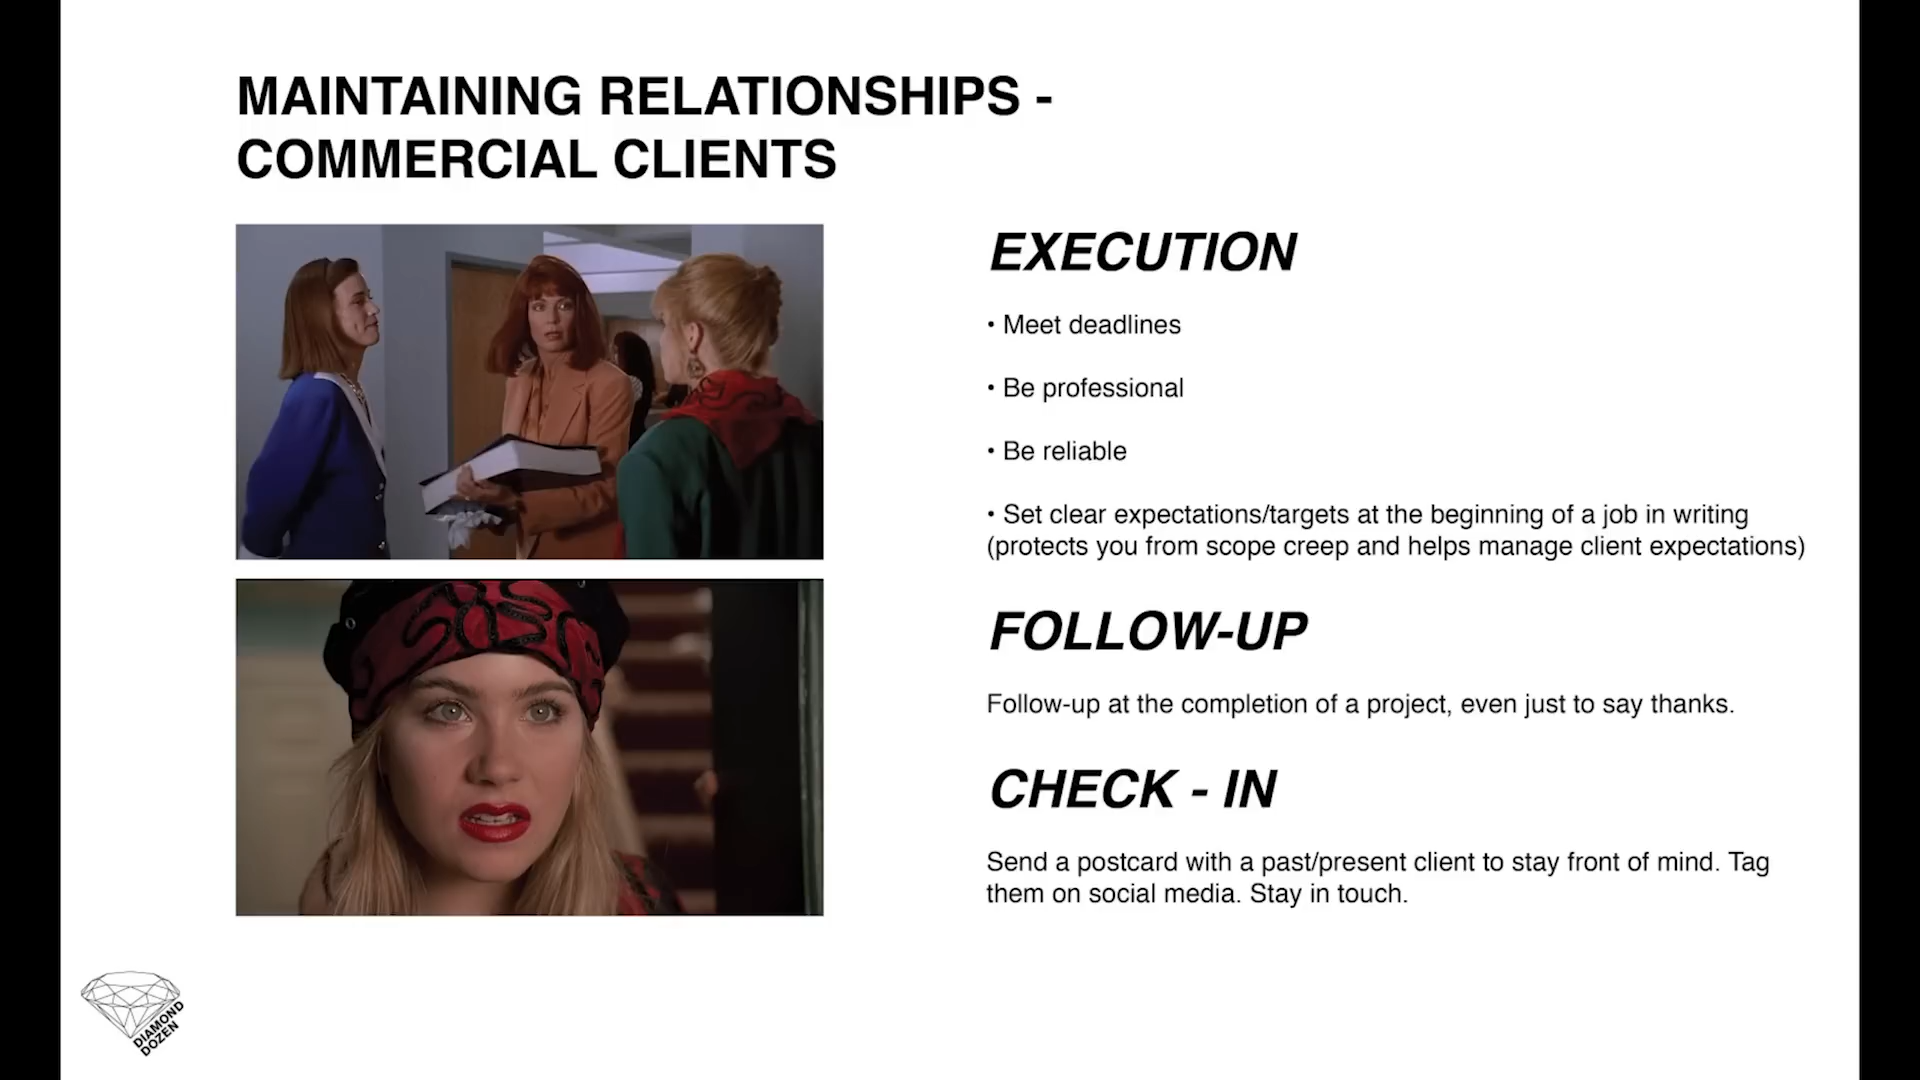 MAINTAINING RELATIONSHIPS -
COMMERCIAL CLIENTS
EXECUTION
• Meet deadlines
• Be professional
• Be reliable
• Set clear expectations/targets at the beginning of a job in writing
(protects you from scope creep and helps manage client expectations)
FOLLOW-UP
Follow-up at the completion of a project, even just to say thanks.
CHECK - IN
Send a postcard with a past/present client to stay front of mind. Tag
them on social media. Stay in touch.
DIAMOND
DOZEN